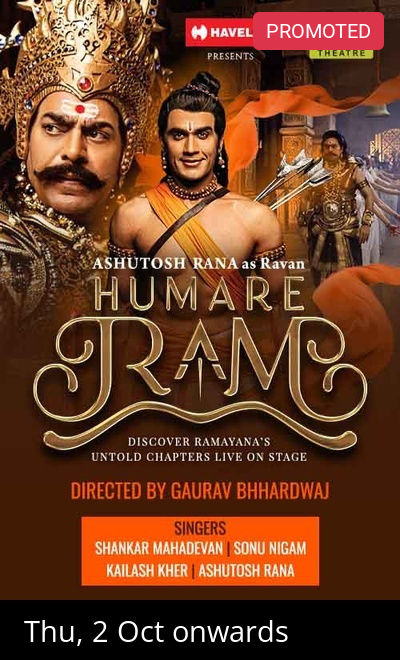 HAVEL
PROMOTED
PRESENTS
THEATRE
ASHUTOSH RANA as Ravan
HUMARE
RAM
DISCOVER RAMAYANA'S
UNTOLD CHAPTERS LIVE ON STAGE
DIRECTED BY GAURAV BHHARDWAJ
SINGERS
SHANKAR MAHADEVAN | SONU NIGAM
KAILASH KHER | ASHUTOSH RANA
Thu, 2 Oct onwards